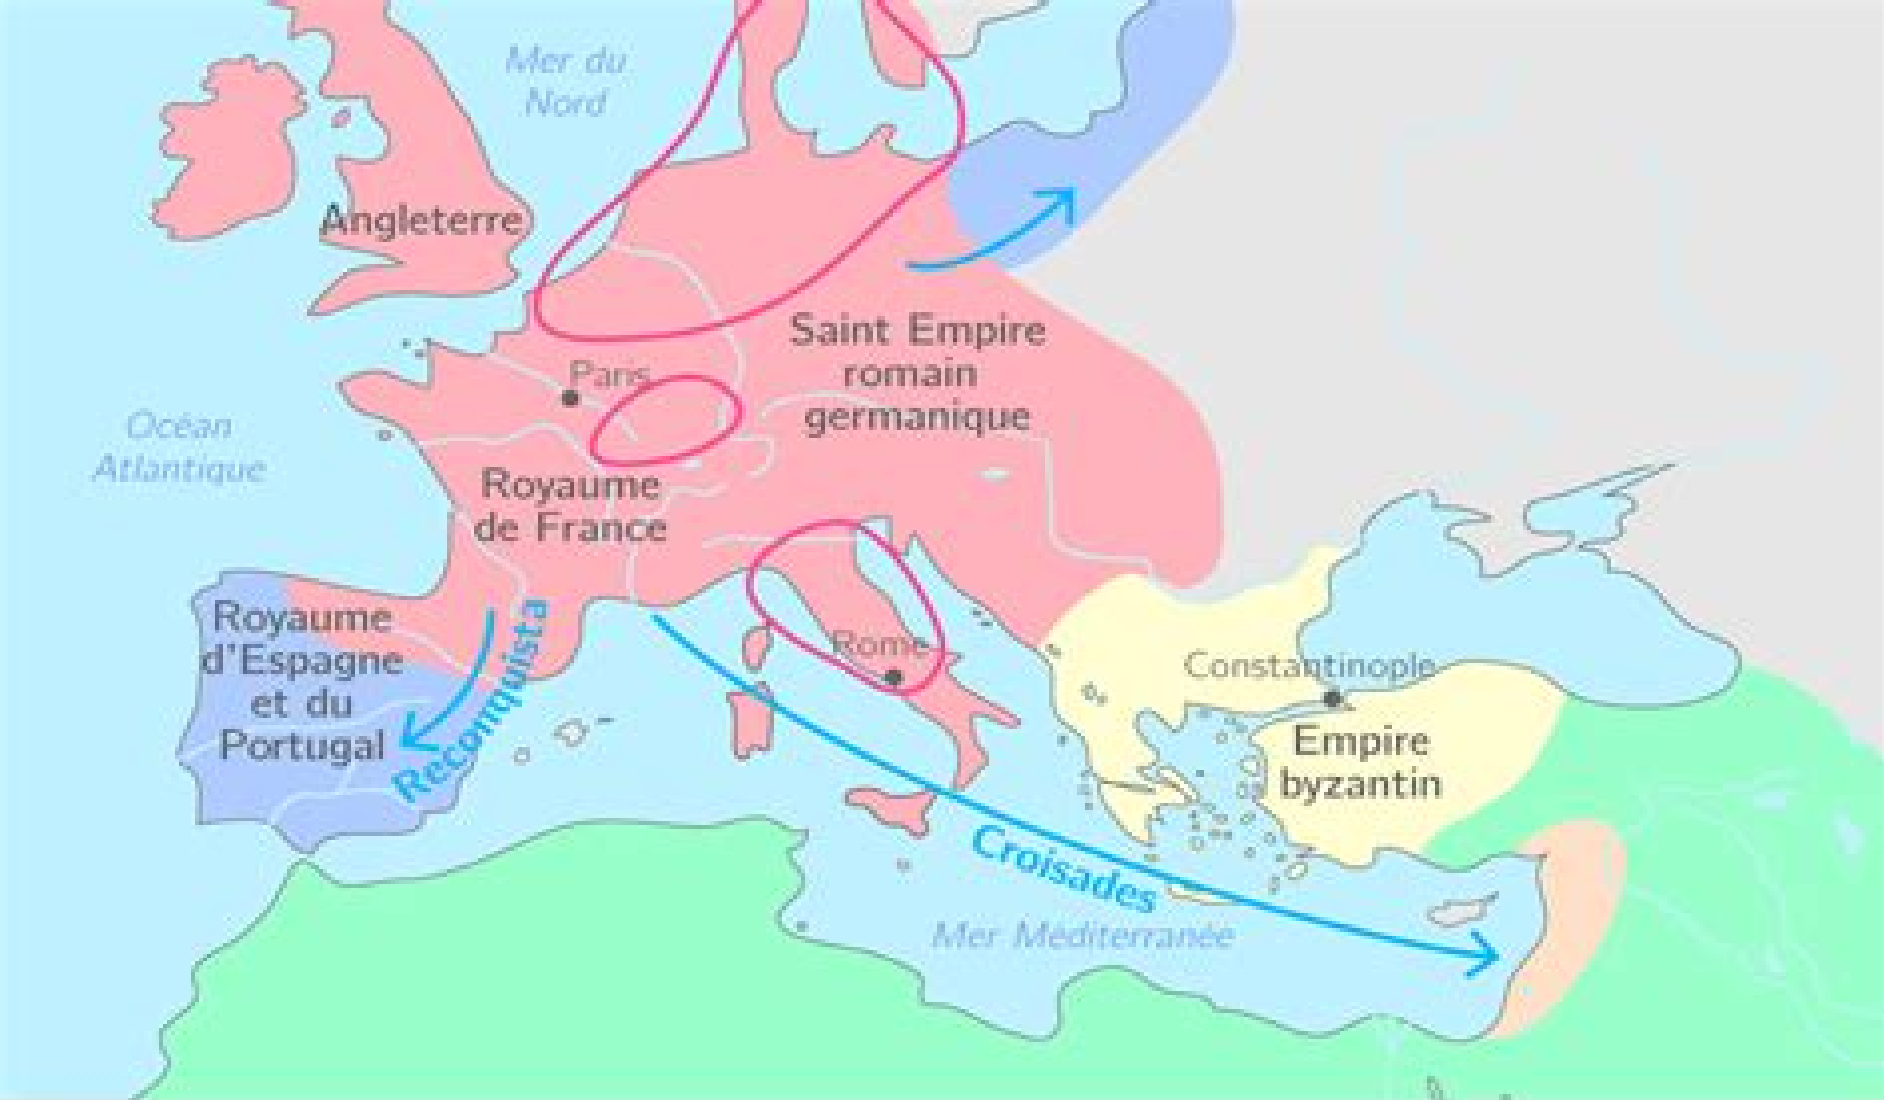 Mer du
Nord
Angleterre
Saint Empire
romain
germanique
Paris
Océan
Atlantique
Royaume
de France
Royaume
d'Espagne
et du
Portugal
Reconquista
Rome
Constantinople
Empire
byzantin
Croisades
Mer Méditerranée